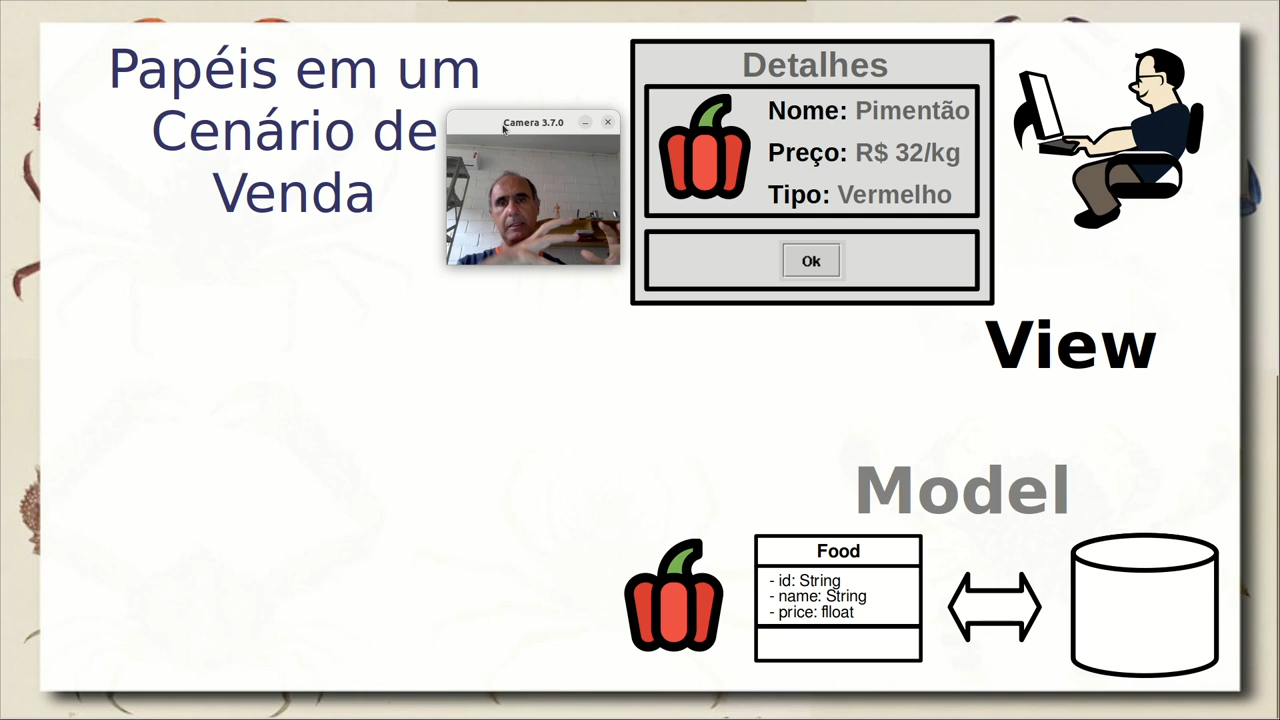 Papéis em um
Cenário de
Venda
Camera 3.7.0
Detalhes
Nome: Pimentão
Preço: R$ 32/kg
Tipo: Vermelho
Ok
View
Model
Food
- id: String
- name: String
- price: flloat